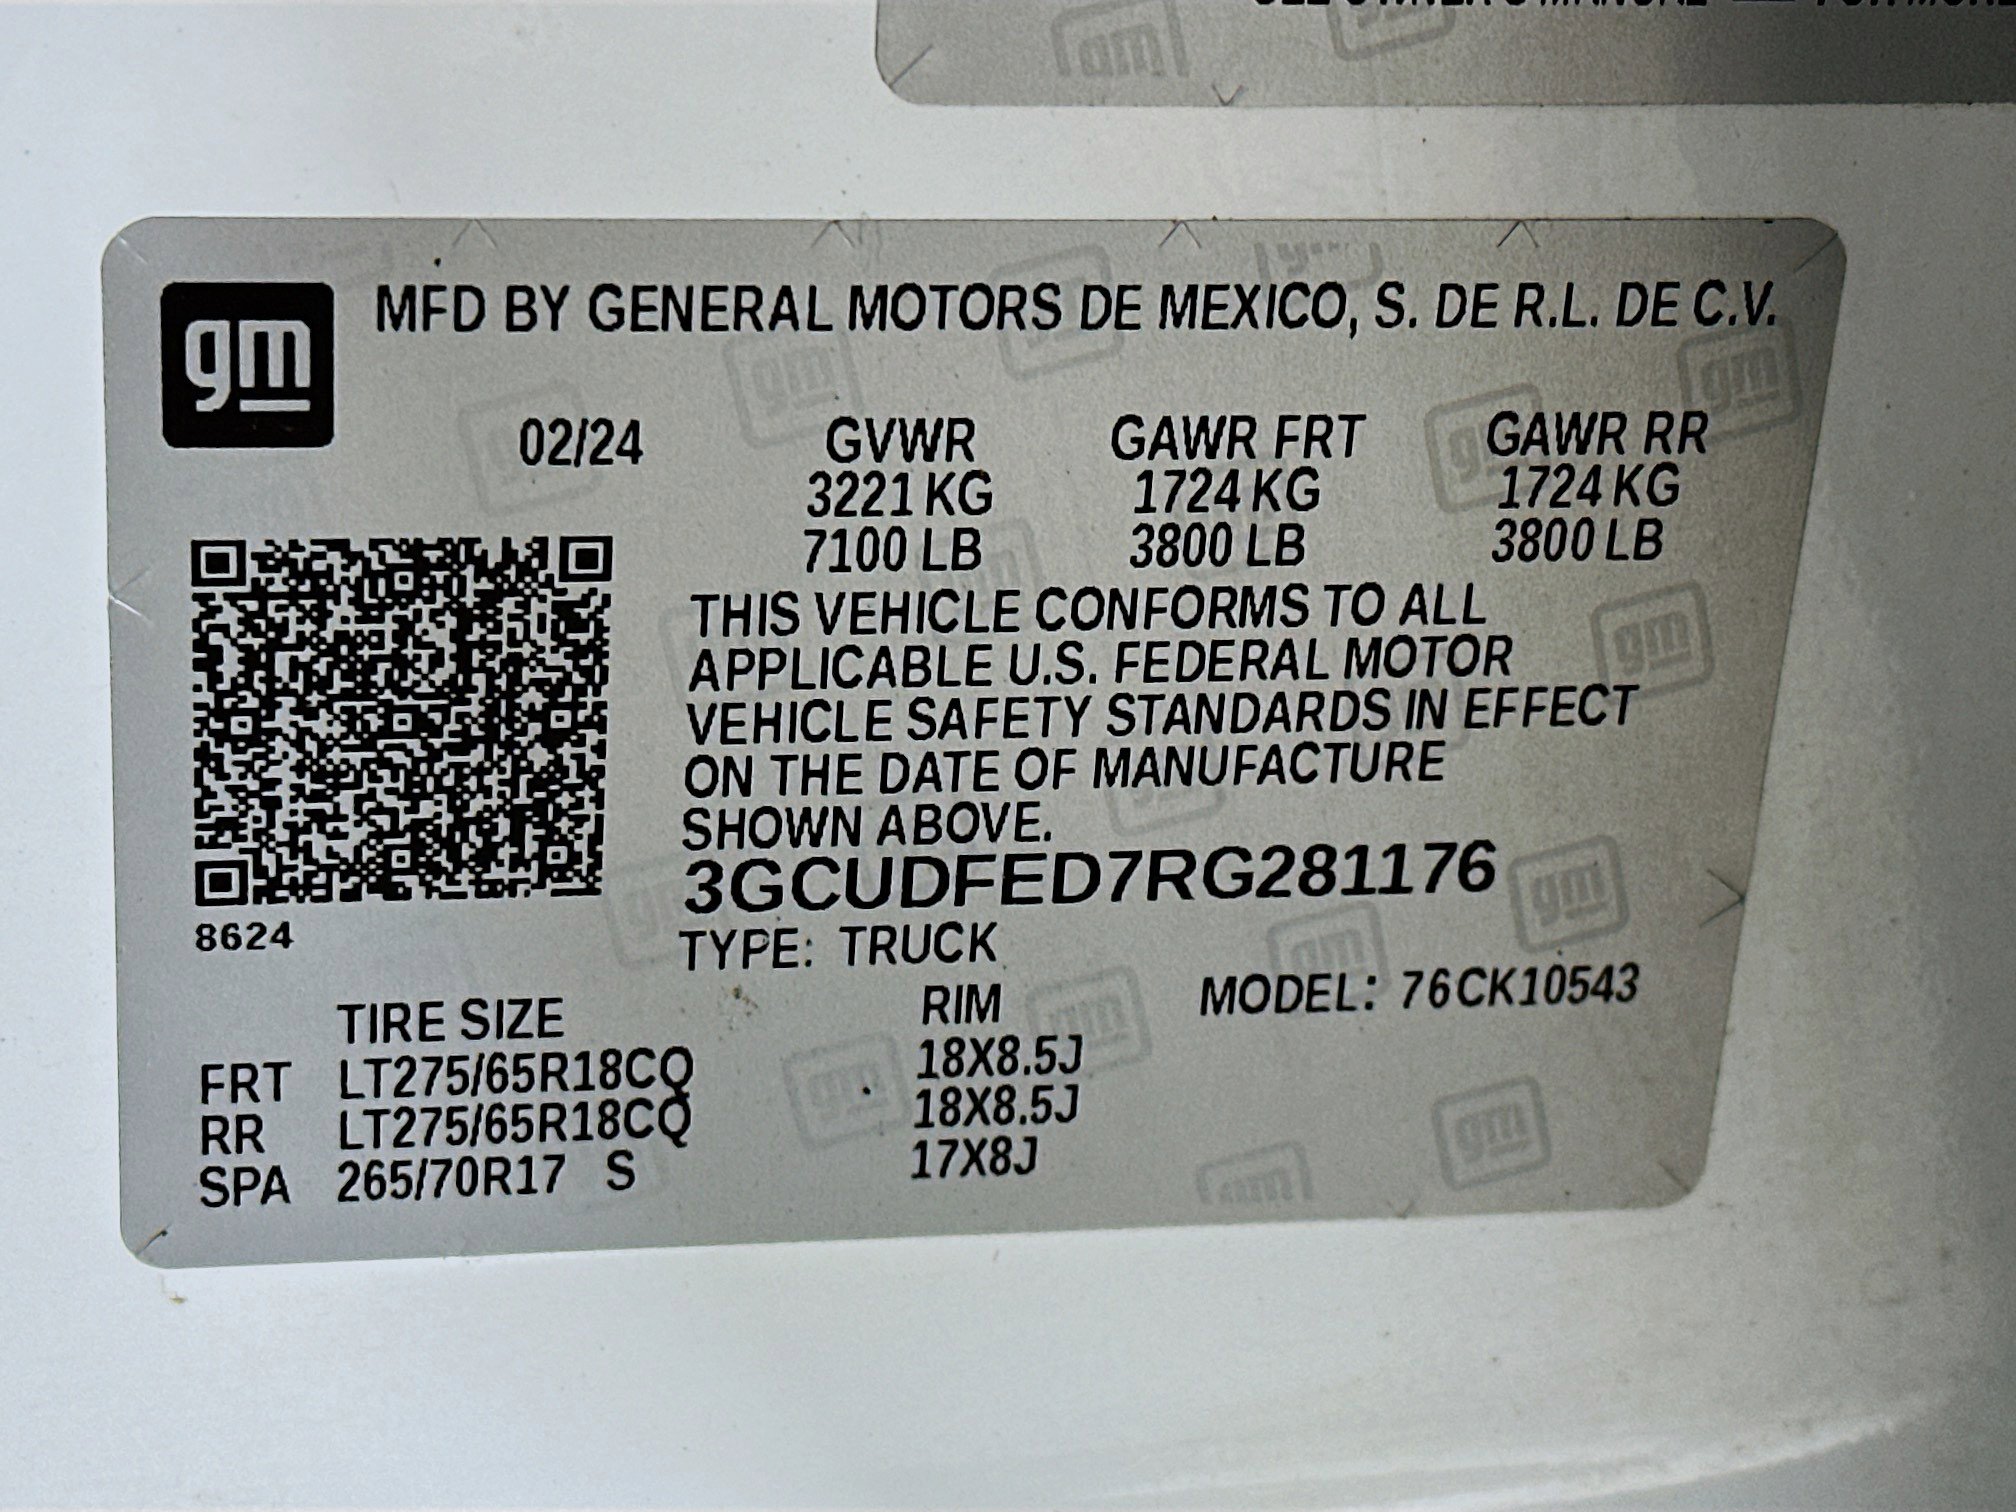 SEE OWNER'S MANUAL
gm
MFD BY GENERAL MOTORS DE MEXICO, S. DE R.L. DE C.V.
02/24
GVWR GAWR FRT GAWR RR
3221 KG 1724 KG 1724 KG
7100 LB 3800 LB 3800 LB
THIS VEHICLE CONFORMS TO ALL
APPLICABLE U.S. FEDERAL MOTOR
VEHICLE SAFETY STANDARDS IN EFFECT
ON THE DATE OF MANUFACTURE
SHOWN ABOVE.
3GCUDFED7RG281176
8624
TYPE: TRUCK
MODEL: 76CK10543
TIRE SIZE RIM
FRT LT275/65R18CQ 18X8.5J
RR LT275/65R18CQ 18X8.5J
SPA 265/70R17 S 17X8J